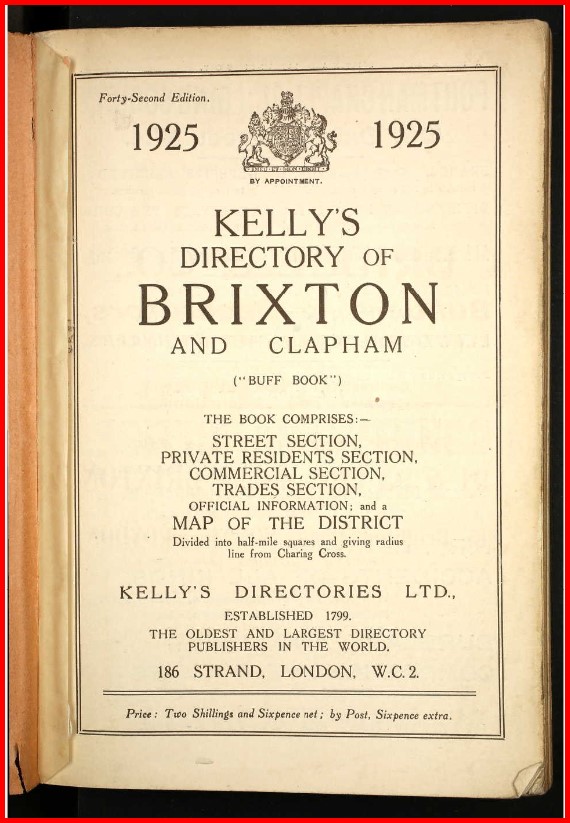 Forty-Second Edition.
1925 1925
BY APPOINTMENT.
KELLY'S
DIRECTORY OF
BRIXTON
AND CLAPHAM
("BUFF BOOK")
THE BOOK COMPRISES:—
STREET SECTION,
PRIVATE RESIDENTS SECTION,
COMMERCIAL SECTION,
TRADES SECTION,
OFFICIAL INFORMATION; and a
MAP OF THE DISTRICT
Divided into half-mile squares and giving radius
line from Charing Cross.
KELLY'S DIRECTORIES LTD.,
ESTABLISHED 1799.
THE OLDEST AND LARGEST DIRECTORY
PUBLISHERS IN THE WORLD.
186 STRAND, LONDON, W.C. 2.
Price: Two Shillings and Sixpence net; by Post, Sixpence extra.